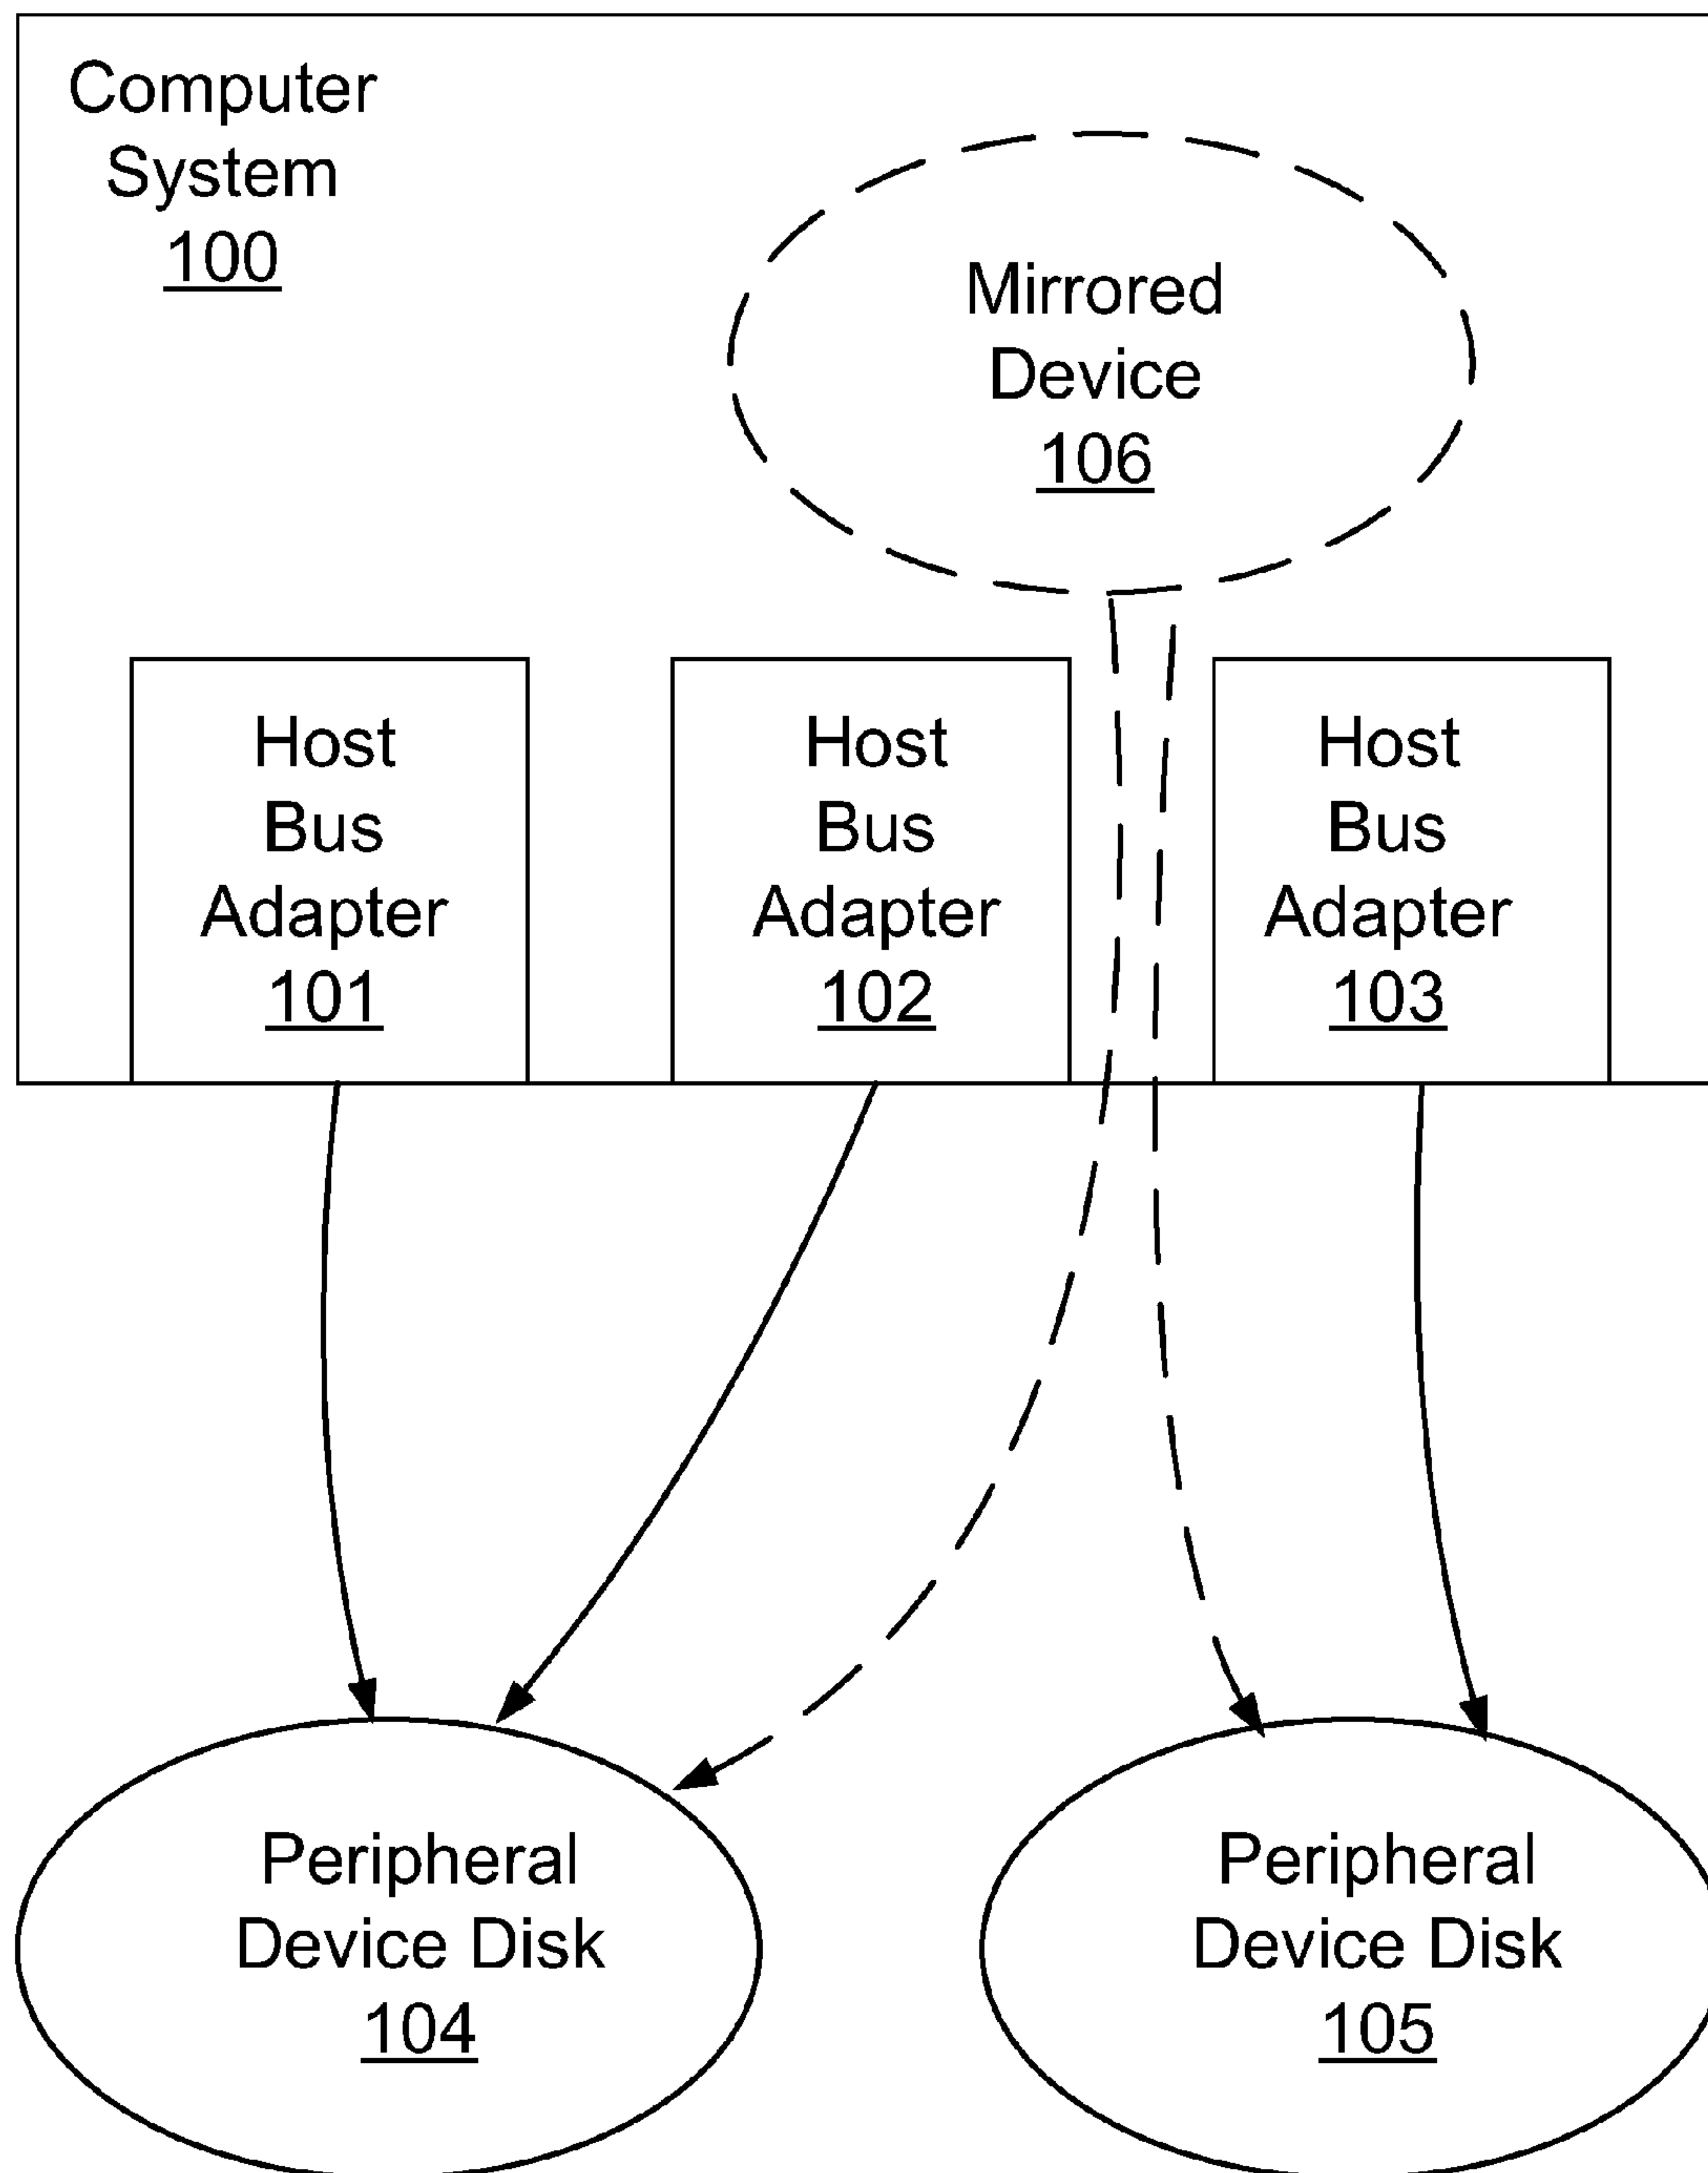 Computer
System
100
Mirrored
Device
106
Host
Bus
Adapter
101
Host
Bus
Adapter
102
Host
Bus
Adapter
103
Peripheral
Device Disk
104
Peripheral
Device Disk
105